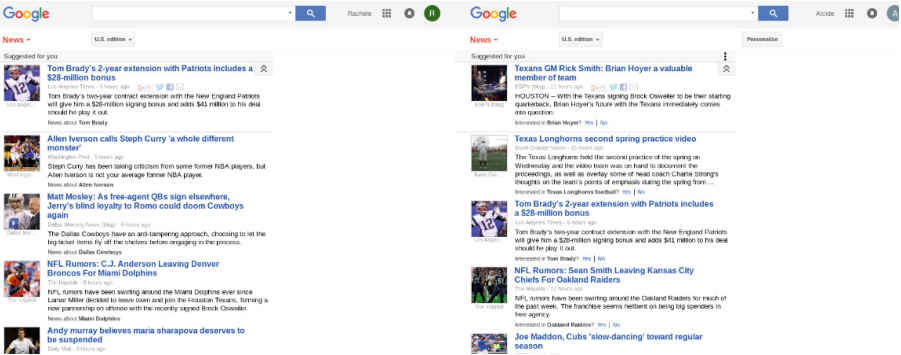 Google
Rachele
R
News
U.S. edition
Suggested for you
Tom Brady's 2-year extension with Patriots includes a
$28-million bonus
Los Angeles Times - 6 hours ago
Tom Brady's two-year contract extension with the New England Patriots
will give him a $28-million signing bonus and adds $41 million to his deal
should he play it out.
Los Angel...
News about Tom Brady
Allen Iverson calls Steph Curry 'a whole different
monster'
Washington Post - 5 hours ago
Steph Curry has been taking criticism from some former NBA players, but
Allen Iverson is not your average former NBA player.
Washingt...
News about Allen Iverson
Matt Mosley: As free-agent QBs sign elsewhere,
Jerry's blind loyalty to Romo could doom Cowboys
again
Dallas Morning News (blog) - 4 hours ago
The Dallas Cowboys have an anti-tampering approach, choosing to let the
big-ticket items fly off the shelves before engaging in the process.
Dallas Mor...
News about Dallas Cowboys
NFL Rumors: C.J. Anderson Leaving Denver
Broncos For Miami Dolphins
The Inquisitr - 8 hours ago
NFL rumors have been swirling around the Miami Dolphins ever since
Lamar Miller decided to leave town and join the Houston Texans, forming a
new partnership on offense with the recently signed Brock Osweiler.
The Inquisitr
News about Miami Dolphins
Andy murray believes maria sharapova deserves to
be suspended
Daily Mail - 3 hours ago
Google
Alcide
A
News
U.S. edition
Personalize
Suggested for you
Texans GM Rick Smith: Brian Hoyer a valuable
member of team
ESPN (blog) - 11 hours ago
HOUSTON -- With the Texans signing Brock Osweiler to be their starting
quarterback, Brian Hoyer's future with the Texans immediately comes
into question.
ESPN (blog)
Interested in Brian Hoyer? Yes | No
Texas Longhorns second spring practice video
Burnt Orange Nation - 15 hours ago
The Texas Longhorns held the second practice of the spring on
Wednesday and the video team was on hand to document the
proceedings, as well as overlay some of head coach Charlie Strong's
thoughts on the team's points of emphasis during the spring from ...
Burnt Ora...
Interested in Texas Longhorns football? Yes | No
Tom Brady's 2-year extension with Patriots includes
a $28-million bonus
Los Angeles Times - 6 hours ago
Tom Brady's two-year contract extension with the New England Patriots
will give him a $28-million signing bonus and adds $41 million to his deal
should he play it out.
Los Angel...
Interested in Tom Brady? Yes | No
NFL Rumors: Sean Smith Leaving Kansas City
Chiefs For Oakland Raiders
The Inquisitr - 11 hours ago
NFL rumors have been swirling around the Oakland Raiders for much of
the past week. The franchise seems hellbent on being big spenders in
free agency.
The Inquisitr
Interested in Oakland Raiders? Yes | No
Joe Maddon, Cubs 'slow-dancing' toward regular
season